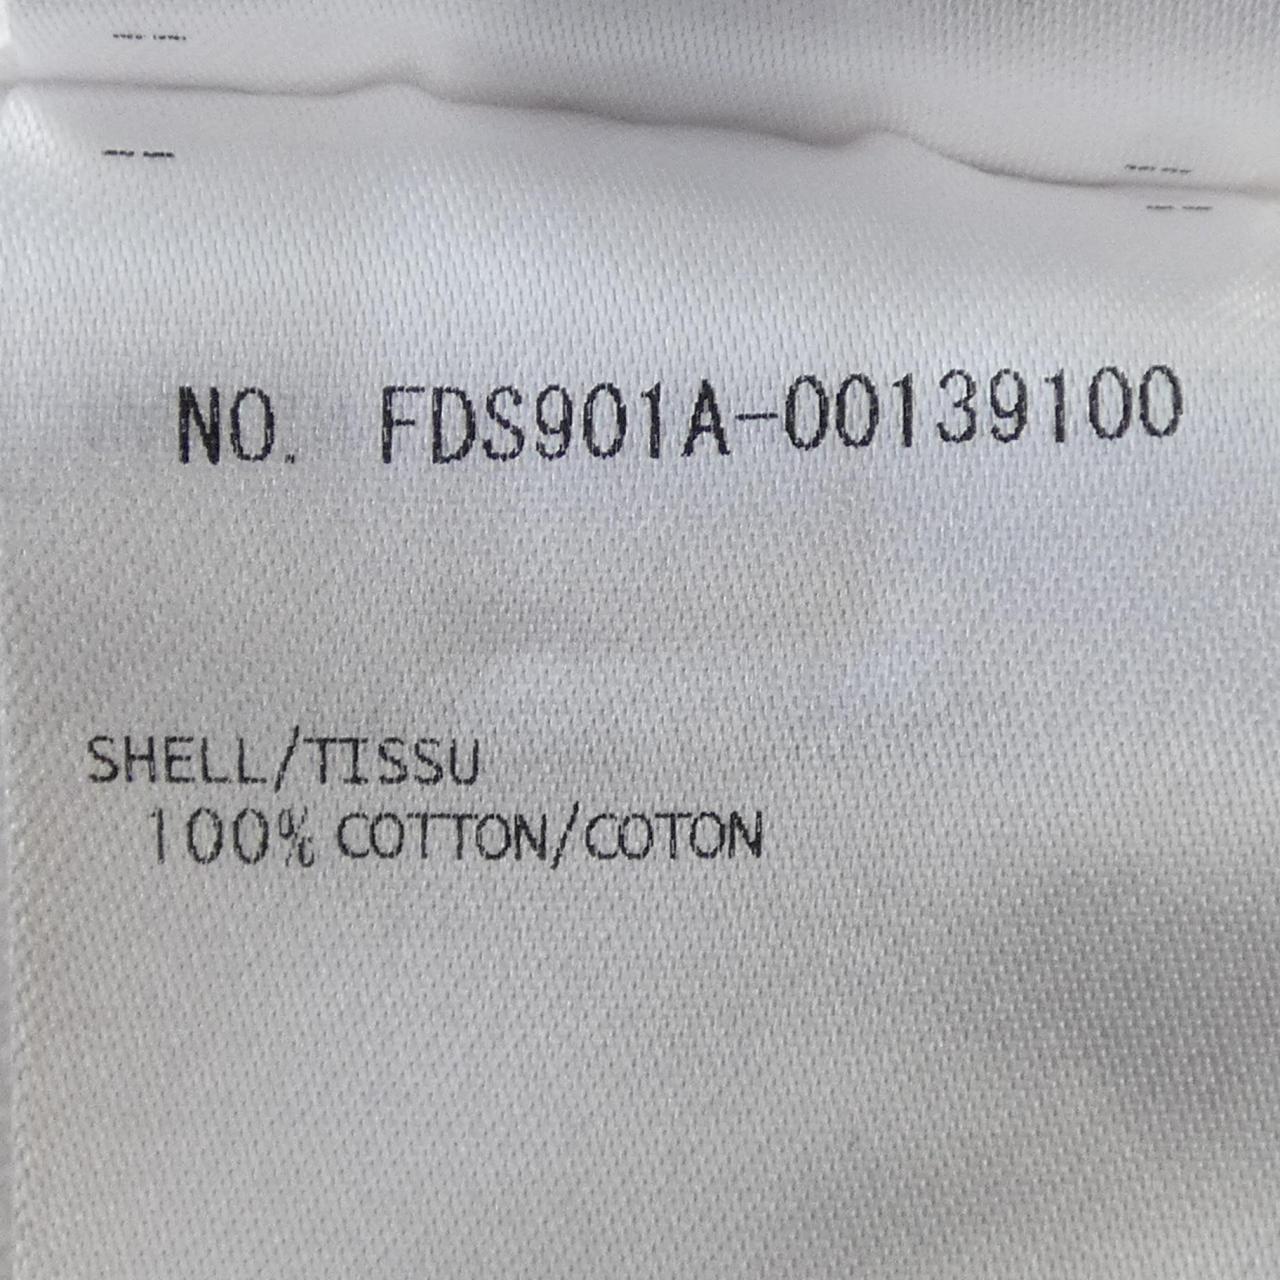 NO. FDS901A-00139100
SHELL/TISSU
100% COTTON/COTON